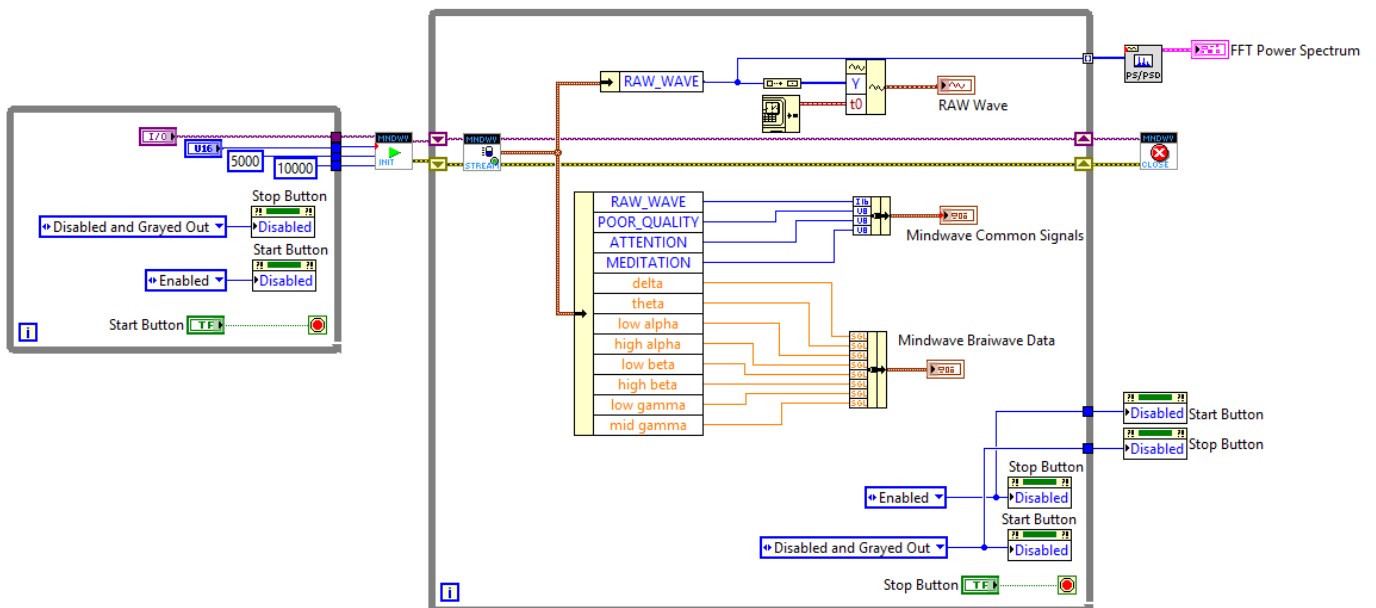 FFT Power Spectrum
PS/PSD
RAW_WAVE
Y
t0
RAW Wave
I/O
U16
5000
10000
MNDWV
INIT
MNDWV
STREAM
MNDWV
CLOSE
Stop Button
Disabled and Grayed Out
Disabled
Start Button
Enabled
Disabled
Start Button
TF
i
RAW_WAVE
POOR_QUALITY
ATTENTION
MEDITATION
delta
theta
low alpha
high alpha
low beta
high beta
low gamma
mid gamma
I16
U8
U8
U8
Mindwave Common Signals
SGL
SGL
SGL
SGL
SGL
SGL
SGL
SGL
Mindwave Braiwave Data
Disabled
Start Button
Disabled
Stop Button
Stop Button
Enabled
Disabled
Start Button
Disabled and Grayed Out
Disabled
Stop Button
TF
i